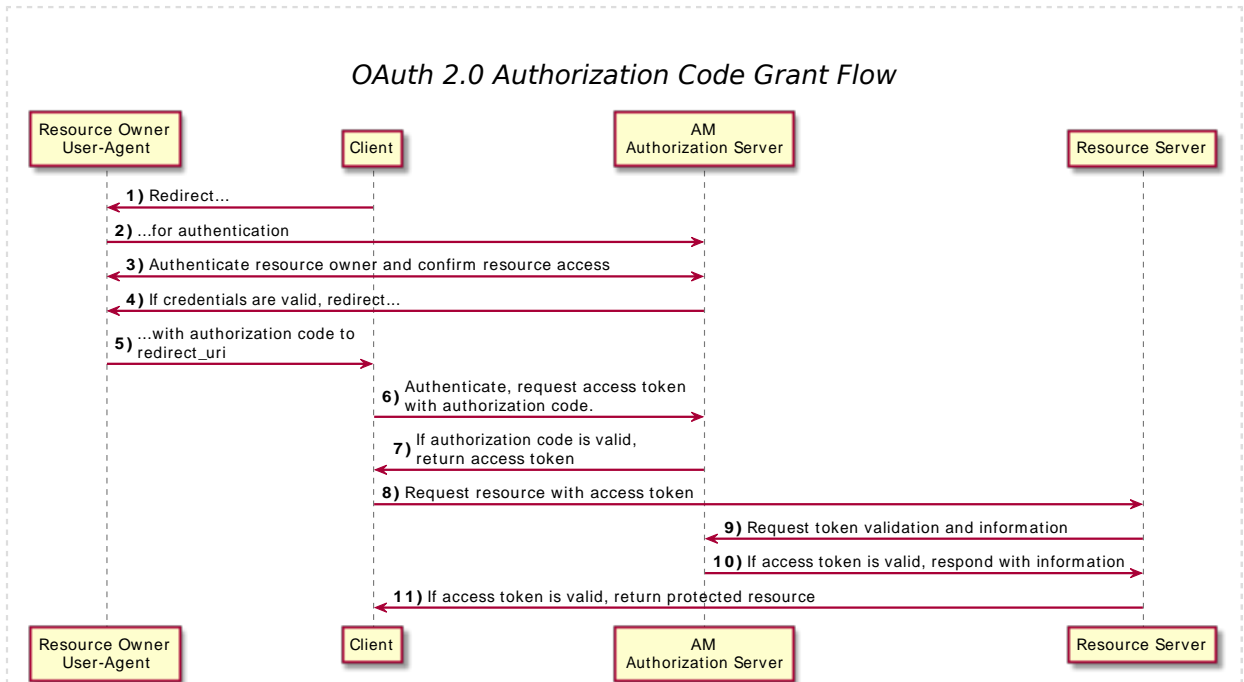 OAuth 2.0 Authorization Code Grant Flow
Resource Owner
User-Agent
Client
AM
Authorization Server
Resource Server
1) Redirect...
2) ...for authentication
3) Authenticate resource owner and confirm resource access
4) If credentials are valid, redirect...
5) ...with authorization code to
redirect_uri
6) Authenticate, request access token
with authorization code.
7) If authorization code is valid,
return access token
8) Request resource with access token
9) Request token validation and information
10) If access token is valid, respond with information
11) If access token is valid, return protected resource
Resource Owner
User-Agent
Client
AM
Authorization Server
Resource Server